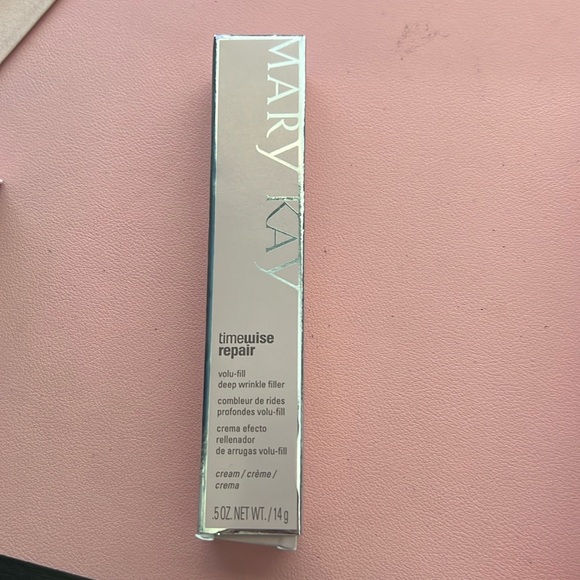 MARY KAY
timewise
repair
volu-fill
deep wrinkle filler
combleur de rides
profondes volu-fill
crema efecto
rellenador
de arrugas volu-fill
cream / crème /
crema
.5 OZ. NET WT. / 14 g